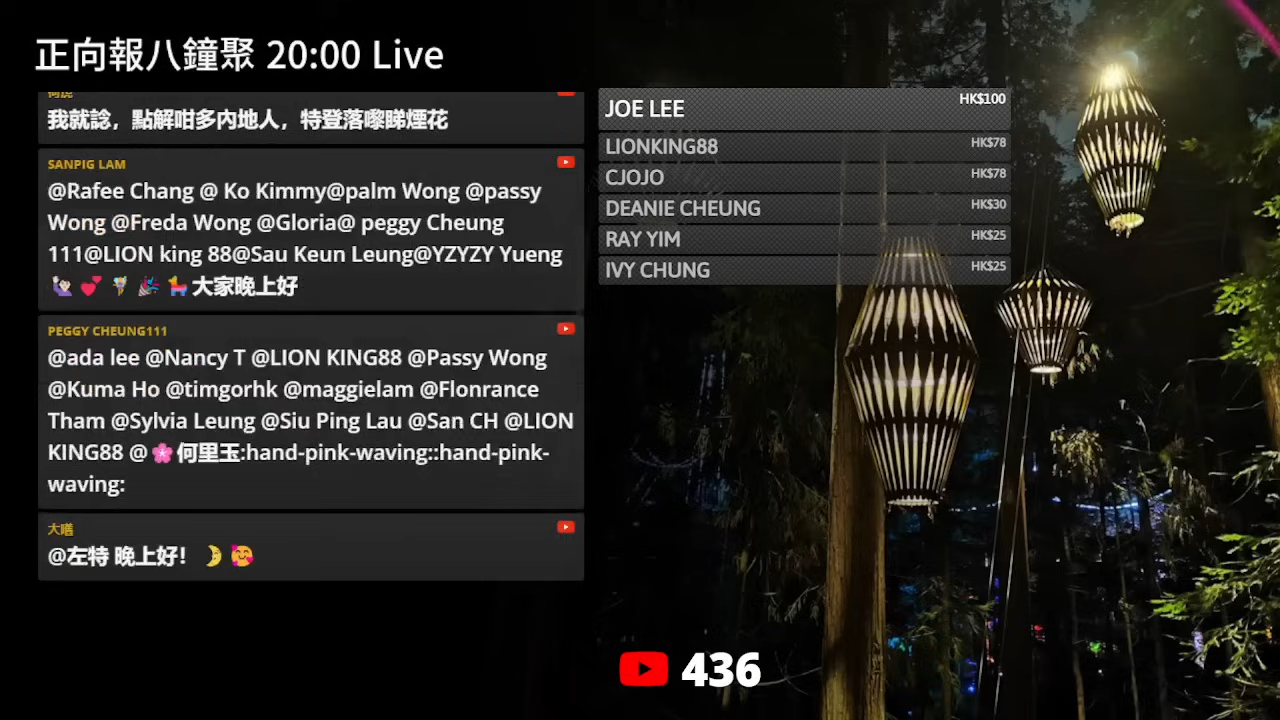 正向報八鐘聚 20:00 Live
我就諗，點解咁多內地人，特登落嚟睇煙花
SANPIG LAM
@Rafee Chang @ Ko Kimmy@palm Wong @passy
Wong @Freda Wong @Gloria@ peggy Cheung
111@LION king 88@Sau Keun Leung@YZYZY Yueng
🙋🏻‍♀️💕🧚🏻‍♀️🎉🪅大家晚上好
PEGGY CHEUNG111
@ada lee @Nancy T @LION KING88 @Passy Wong
@Kuma Ho @timgorhk @maggielam @Flonrance
Tham @Sylvia Leung @Siu Ping Lau @San CH @LION
KING88 @🌸何里玉:hand-pink-waving::hand-pink-
waving:
大嶦
@左特 晚上好！ 🌛🥰
JOE LEE HK$100
LIONKING88 HK$78
CJOJO HK$78
DEANIE CHEUNG HK$30
RAY YIM HK$25
IVY CHUNG HK$25
436